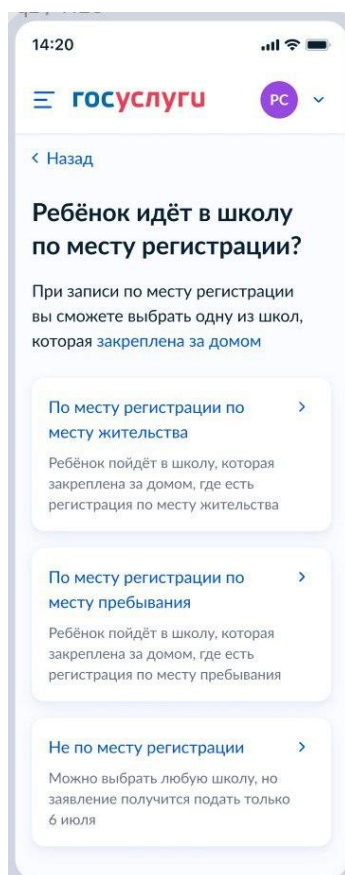 14:20
госуслуги
РС
Назад
Ребёнок идёт в школу
по месту регистрации?
При записи по месту регистрации
вы сможете выбрать одну из школ,
которая закреплена за домом
По месту регистрации по
месту жительства
Ребёнок пойдёт в школу, которая
закреплена за домом, где есть
регистрация по месту жительства
По месту регистрации по
месту пребывания
Ребёнок пойдёт в школу, которая
закреплена за домом, где есть
регистрация по месту пребывания
Не по месту регистрации
Можно выбрать любую школу, но
заявление получится подать только
6 июля